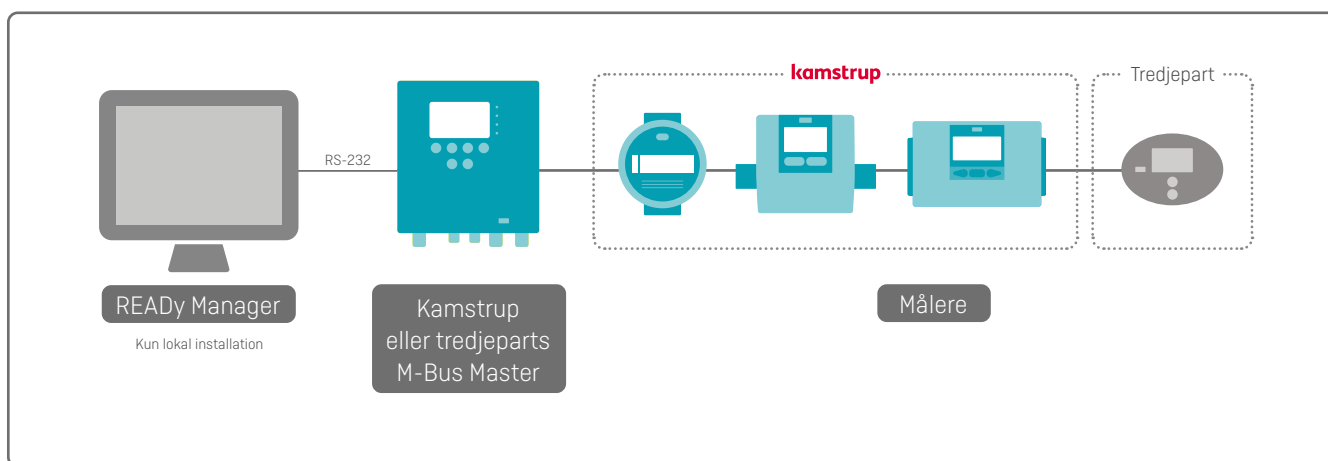 kamstrup
Tredjepart
RS-232
READy Manager
Kun lokal installation
Kamstrup
eller tredjeparts
M-Bus Master
Målere